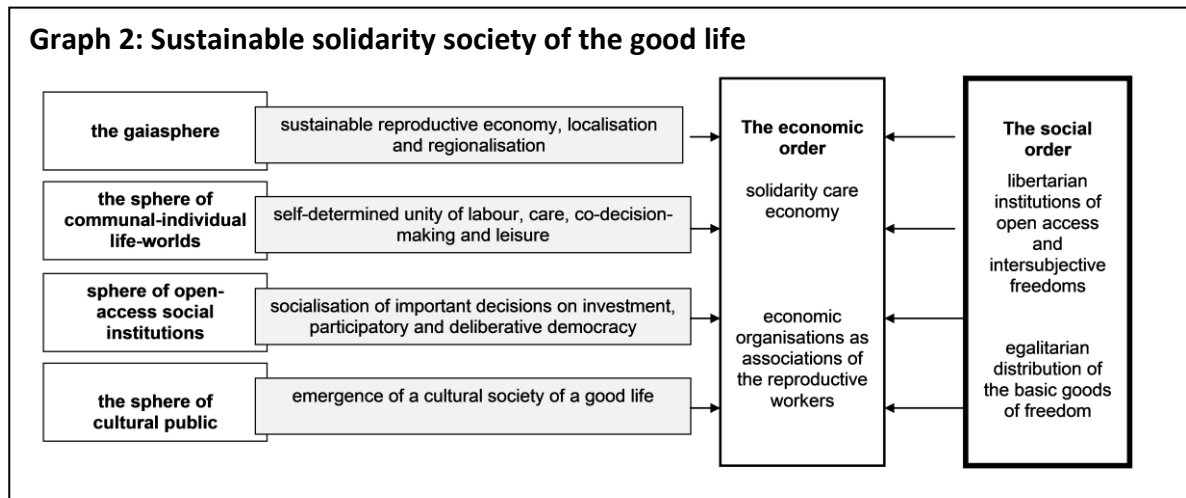 Graph 2: Sustainable solidarity society of the good life
the gaiasphere
sustainable reproductive economy, localisation
and regionalisation
the sphere of
communal-individual
life-worlds
self-determined unity of labour, care, co-decision-
making and leisure
sphere of open-
access social
institutions
socialisation of important decisions on investment,
participatory and deliberative democracy
the sphere of
cultural public
emergence of a cultural society of a good life
The economic
order
solidarity care
economy
economic
organisations as
associations of
the reproductive
workers
The social
order
libertarian
institutions of
open access
and
intersubjective
freedoms
egalitarian
distribution of
the basic goods
of freedom